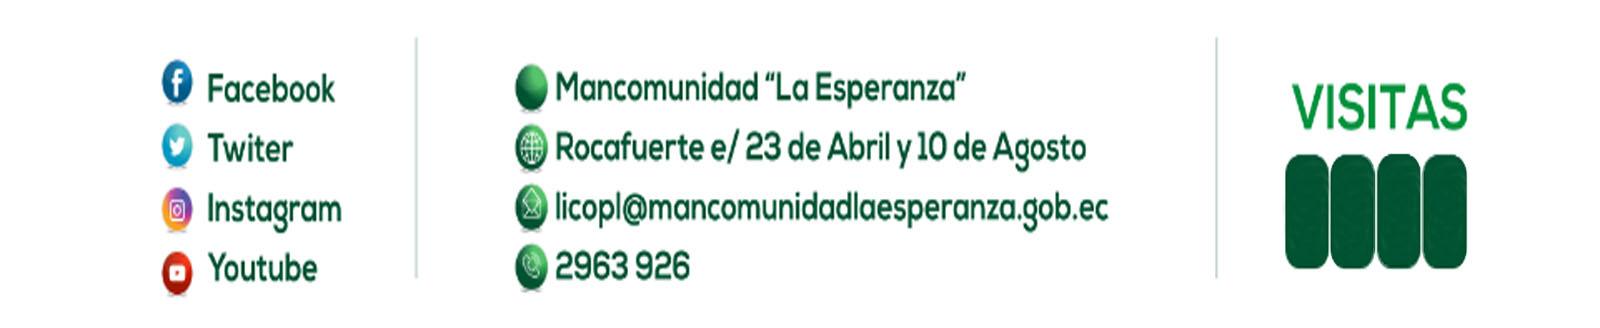 Facebook
Twiter
Instagram
Youtube
Mancomunidad “La Esperanza”
Rocafuerte e/ 23 de Abril y 10 de Agosto
licopl@mancomunidadlaesperanza.gob.ec
2963 926
VISITAS